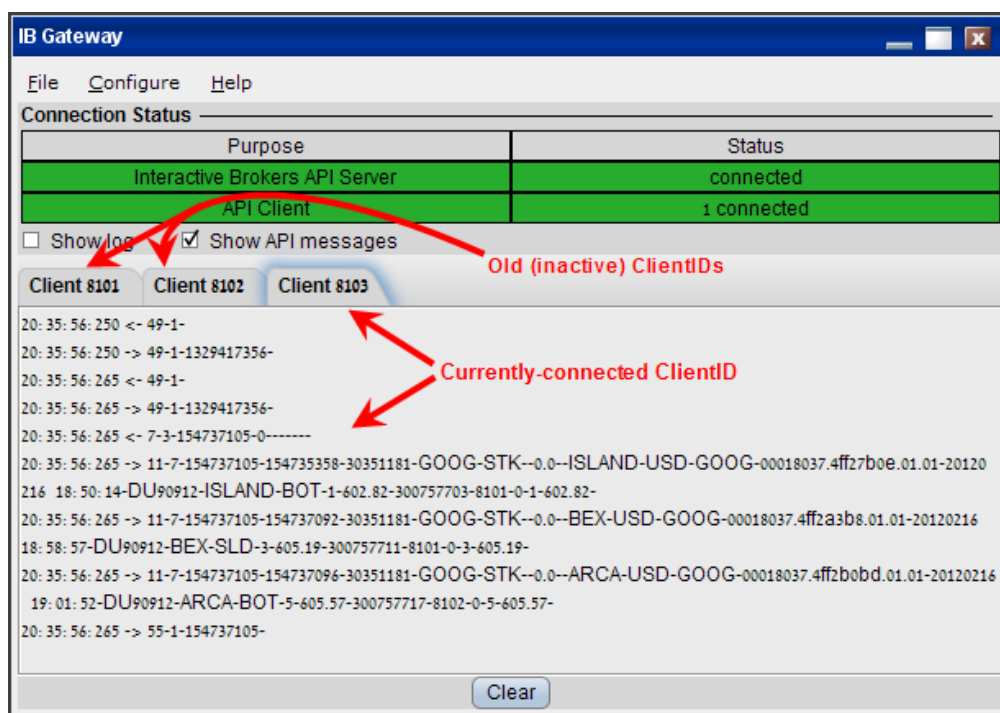 IB Gateway
File Configure Help
Connection Status
Purpose Status
Interactive Brokers API Server connected
API Client 1 connected
Show log Show API messages
Old (inactive) ClientIDs
Client 8101 Client 8102 Client 8103
20:35:56:250 <- 49-1-
20:35:56:250 -> 49-1-1329417356-
20:35:56:265 <- 49-1-
Currently-connected ClientID
20:35:56:265 -> 49-1-1329417356-
20:35:56:265 <- 7-3-154737105-0-------
20:35:56:265 -> 11-7-154737105-154735358-30351181-GOOG-STK--0.0--ISLAND-USD-GOOG-00018037.4ff27b0e.01.01-20120
216 18:50:14-DU90912-ISLAND-BOT-1-602.82-300757703-8101-0-1-602.82-
20:35:56:265 -> 11-7-154737105-154737092-30351181-GOOG-STK--0.0--BEX-USD-GOOG-00018037.4ff2a3b8.01.01-20120216
18:58:57-DU90912-BEX-SLD-3-605.19-300757711-8101-0-3-605.19-
20:35:56:265 -> 11-7-154737105-154737096-30351181-GOOG-STK--0.0--ARCA-USD-GOOG-00018037.4ff2b0bd.01.01-20120216
19:01:52-DU90912-ARCA-BOT-5-605.57-300757717-8102-0-5-605.57-
20:35:56:265 -> 55-1-154737105-
Clear